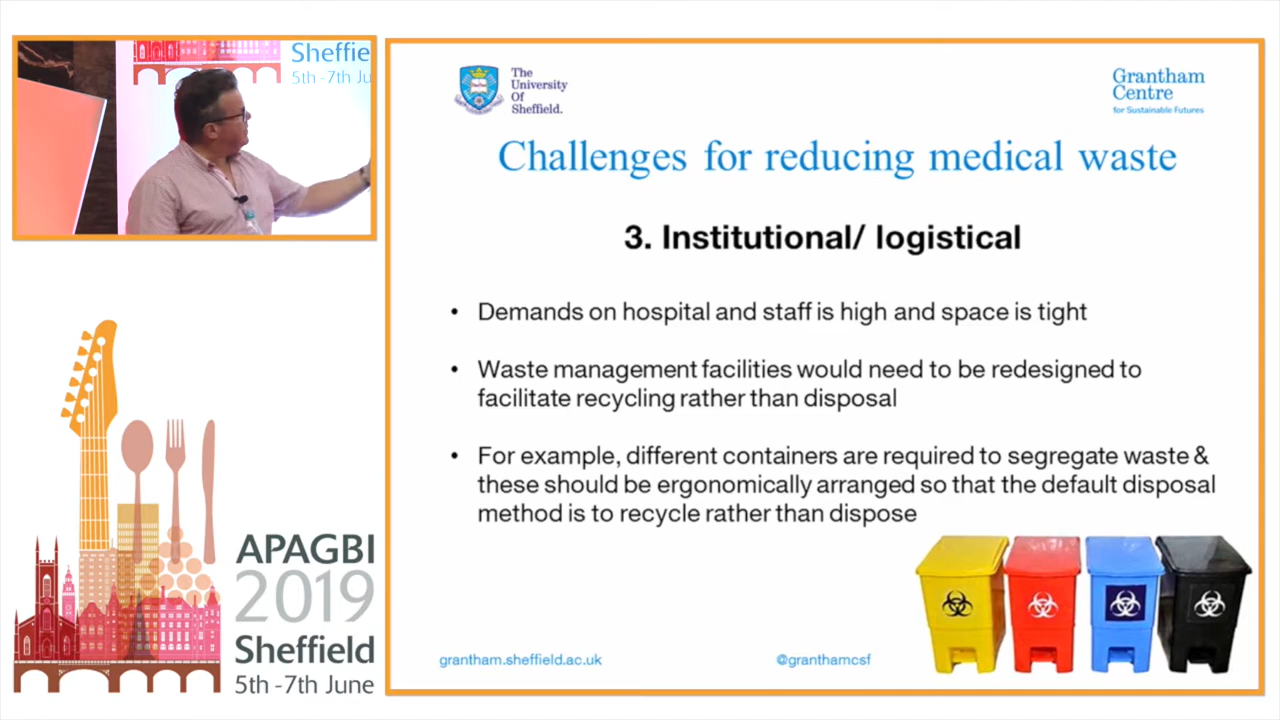 Sheffie
5th -7th Ju
The
University
Of
Sheffield.
Grantham
Centre
for Sustainable Futures
Challenges for reducing medical waste
3. Institutional/ logistical
• Demands on hospital and staff is high and space is tight
• Waste management facilities would need to be redesigned to
facilitate recycling rather than disposal
• For example, different containers are required to segregate waste &
these should be ergonomically arranged so that the default disposal
method is to recycle rather than dispose
grantham.sheffield.ac.uk
@granthamcsf
APAGBI
2019
Sheffield
5th -7th June